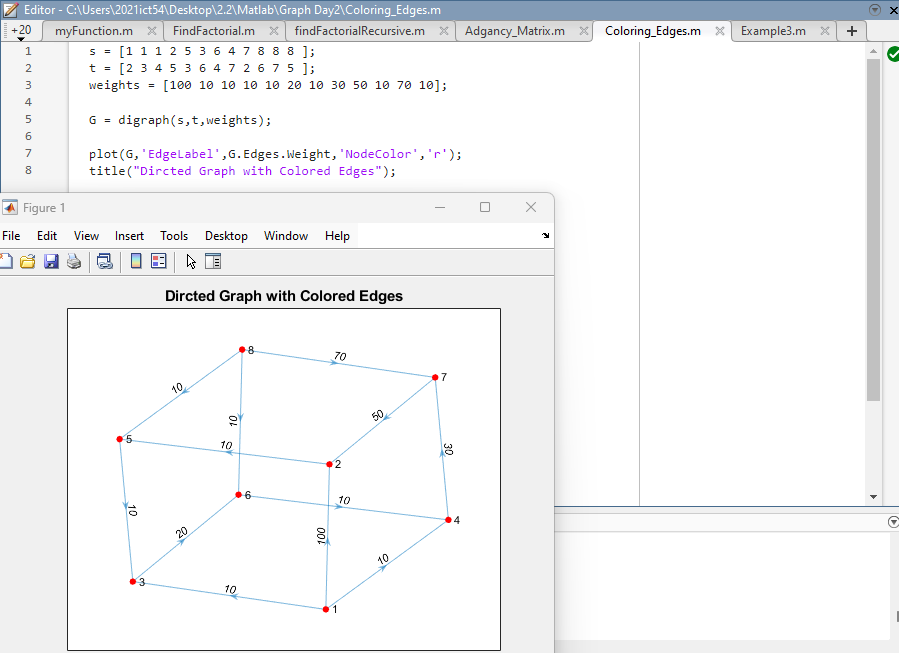 Editor - C:\Users\2021ict54\Desktop\2.2\Matlab\Graph Day2\Coloring_Edges.m
+20 myFunction.m FindFactorial.m findFactorialRecursive.m Adgancy_Matrix.m Coloring_Edges.m Example3.m
1 s = [1 1 1 2 5 3 6 4 7 8 8 8 ];
2 t = [2 3 4 5 3 6 4 7 2 6 7 5 ];
3 weights = [100 10 10 10 10 20 10 30 50 10 70 10];
4
5 G = digraph(s,t,weights);
6
7 plot(G,'EdgeLabel',G.Edges.Weight,'NodeColor','r');
8 title("Dircted Graph with Colored Edges");
Figure 1
File Edit View Insert Tools Desktop Window Help
Dircted Graph with Colored Edges
8
70
7
10
10
50
5
10
2
30
6
10
4
10
20
100
10
3
10
1